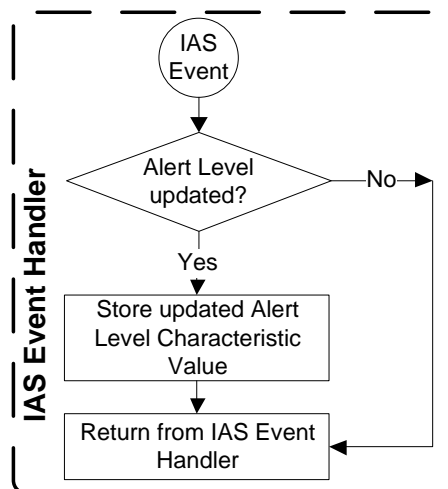 IAS
Event
Alert Level
updated?
No
Yes
Store updated Alert
Level Characteristic
Value
Return from IAS Event
Handler
IAS Event Handler